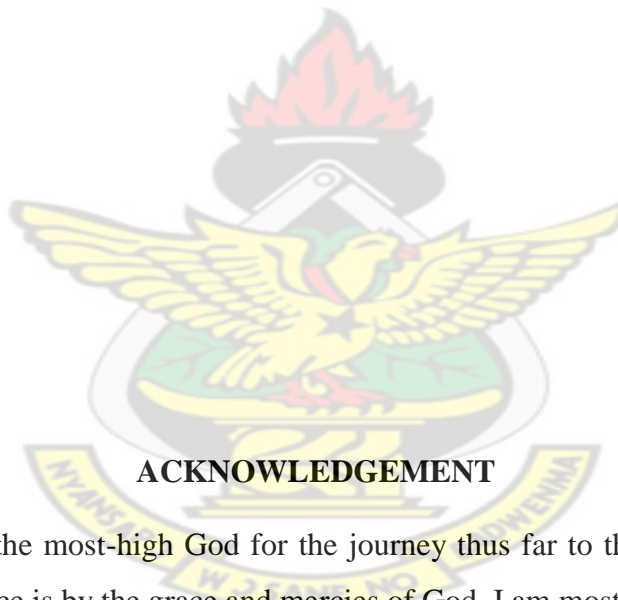 ACKNOWLEDGEMENT
the most-high God for the journey thus far to th
ce is by the grace and mercies of God. I am most